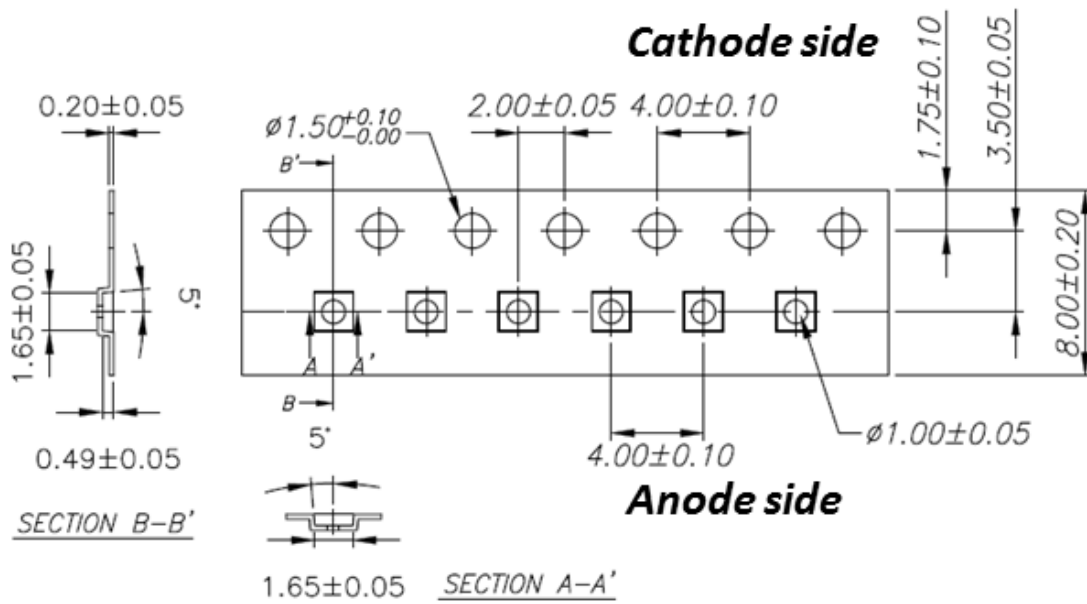 Cathode side
0.20±0.05
ø1.50+0.10 -0.00
2.00±0.05
4.00±0.10
1.75±0.10
3.50±0.05
8.00±0.20
B'
1.65±0.05
5°
A
A'
B
0.49±0.05
5°
4.00±0.10
ø1.00±0.05
Anode side
SECTION B-B'
1.65±0.05
SECTION A-A'